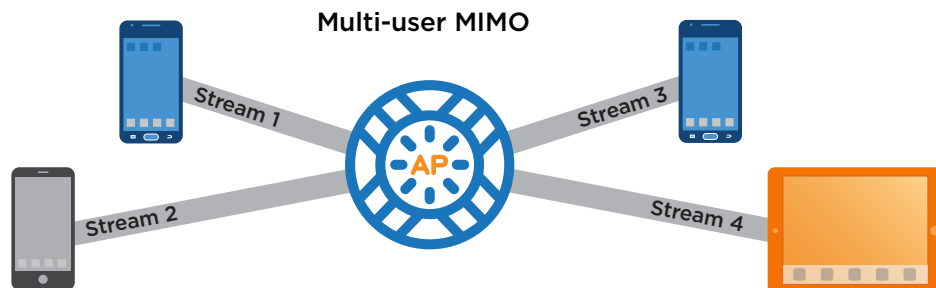 Multi-user MIMO
Stream 1
Stream 3
AP
Stream 2
Stream 4